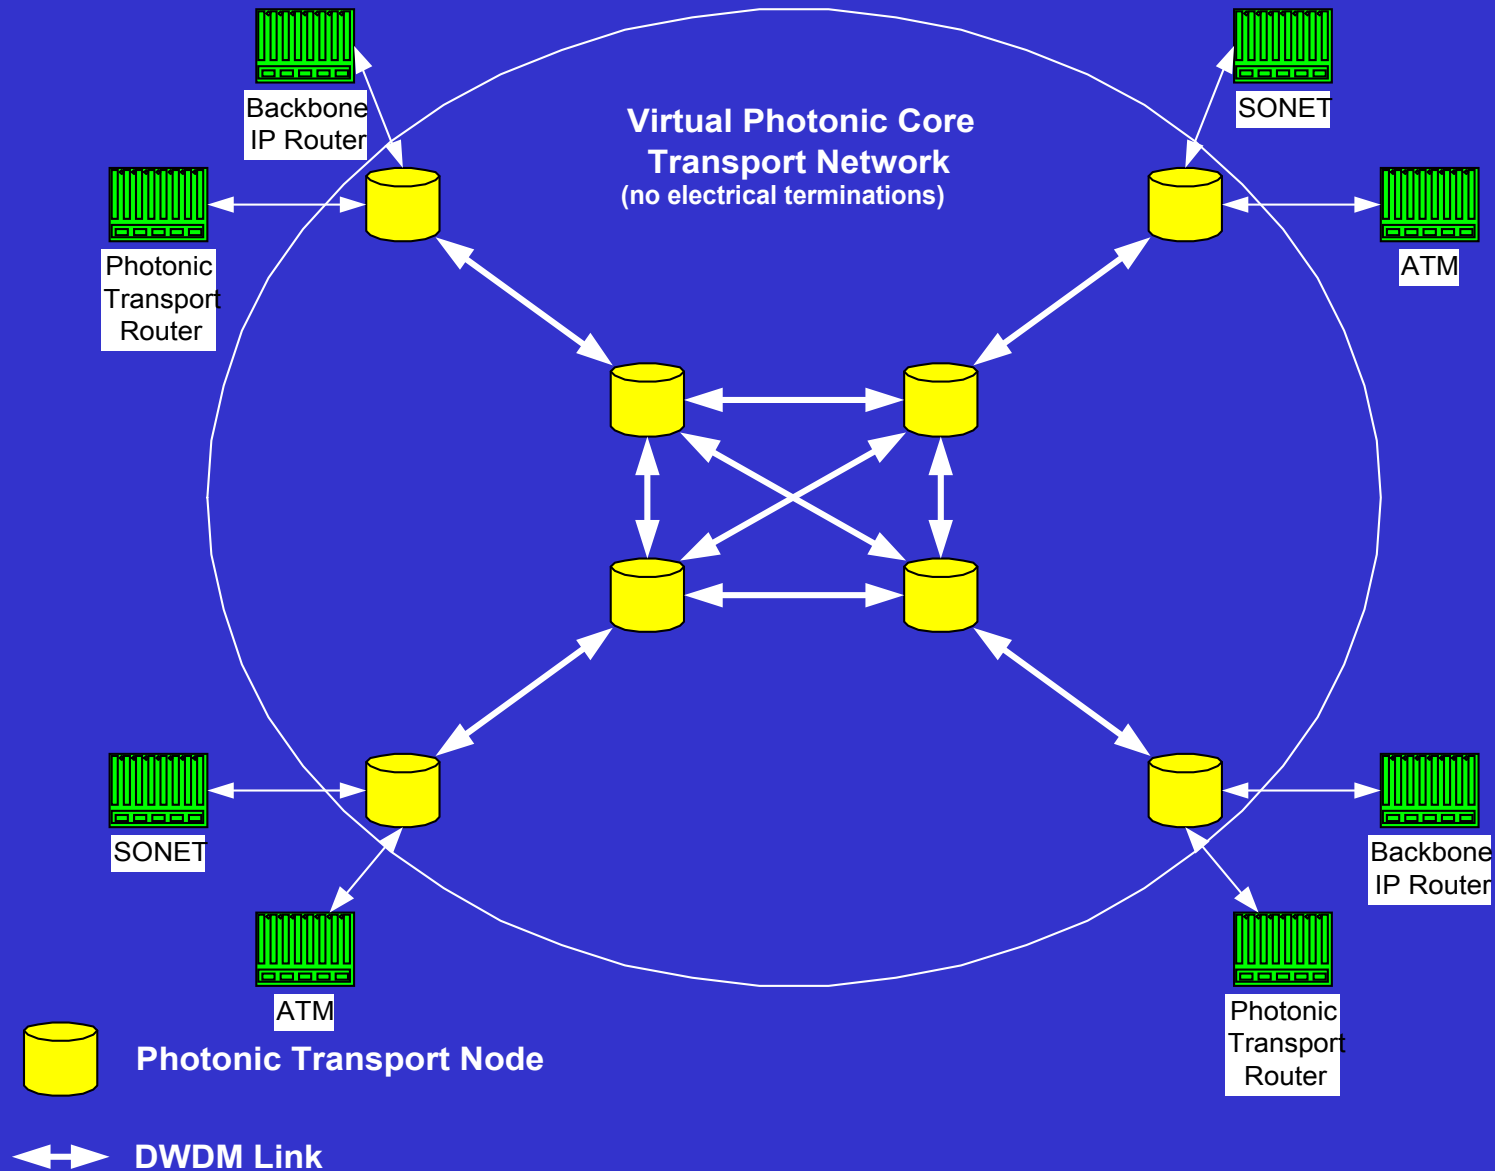 Backbone
IP Router
SONET
Virtual Photonic Core
Transport Network
(no electrical terminations)
Photonic
Transport
Router
ATM
SONET
Backbone
IP Router
ATM
Photonic
Transport
Router
Photonic Transport Node
DWDM Link